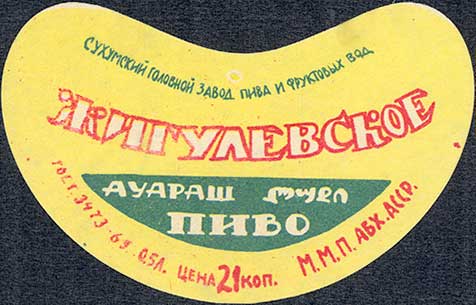 СУХУМСКИЙ ГОЛОВНОЙ ЗАВОД ПИВА И ФРУКТОВЫХ ВОД
ЖИГУЛЕВСКОЕ
АУАРАШ ლუდი
ПИВО
ГОСТ. 3473-69 0,5Л. ЦЕНА 21 КОП. М.М.П. АБХ. АССР.